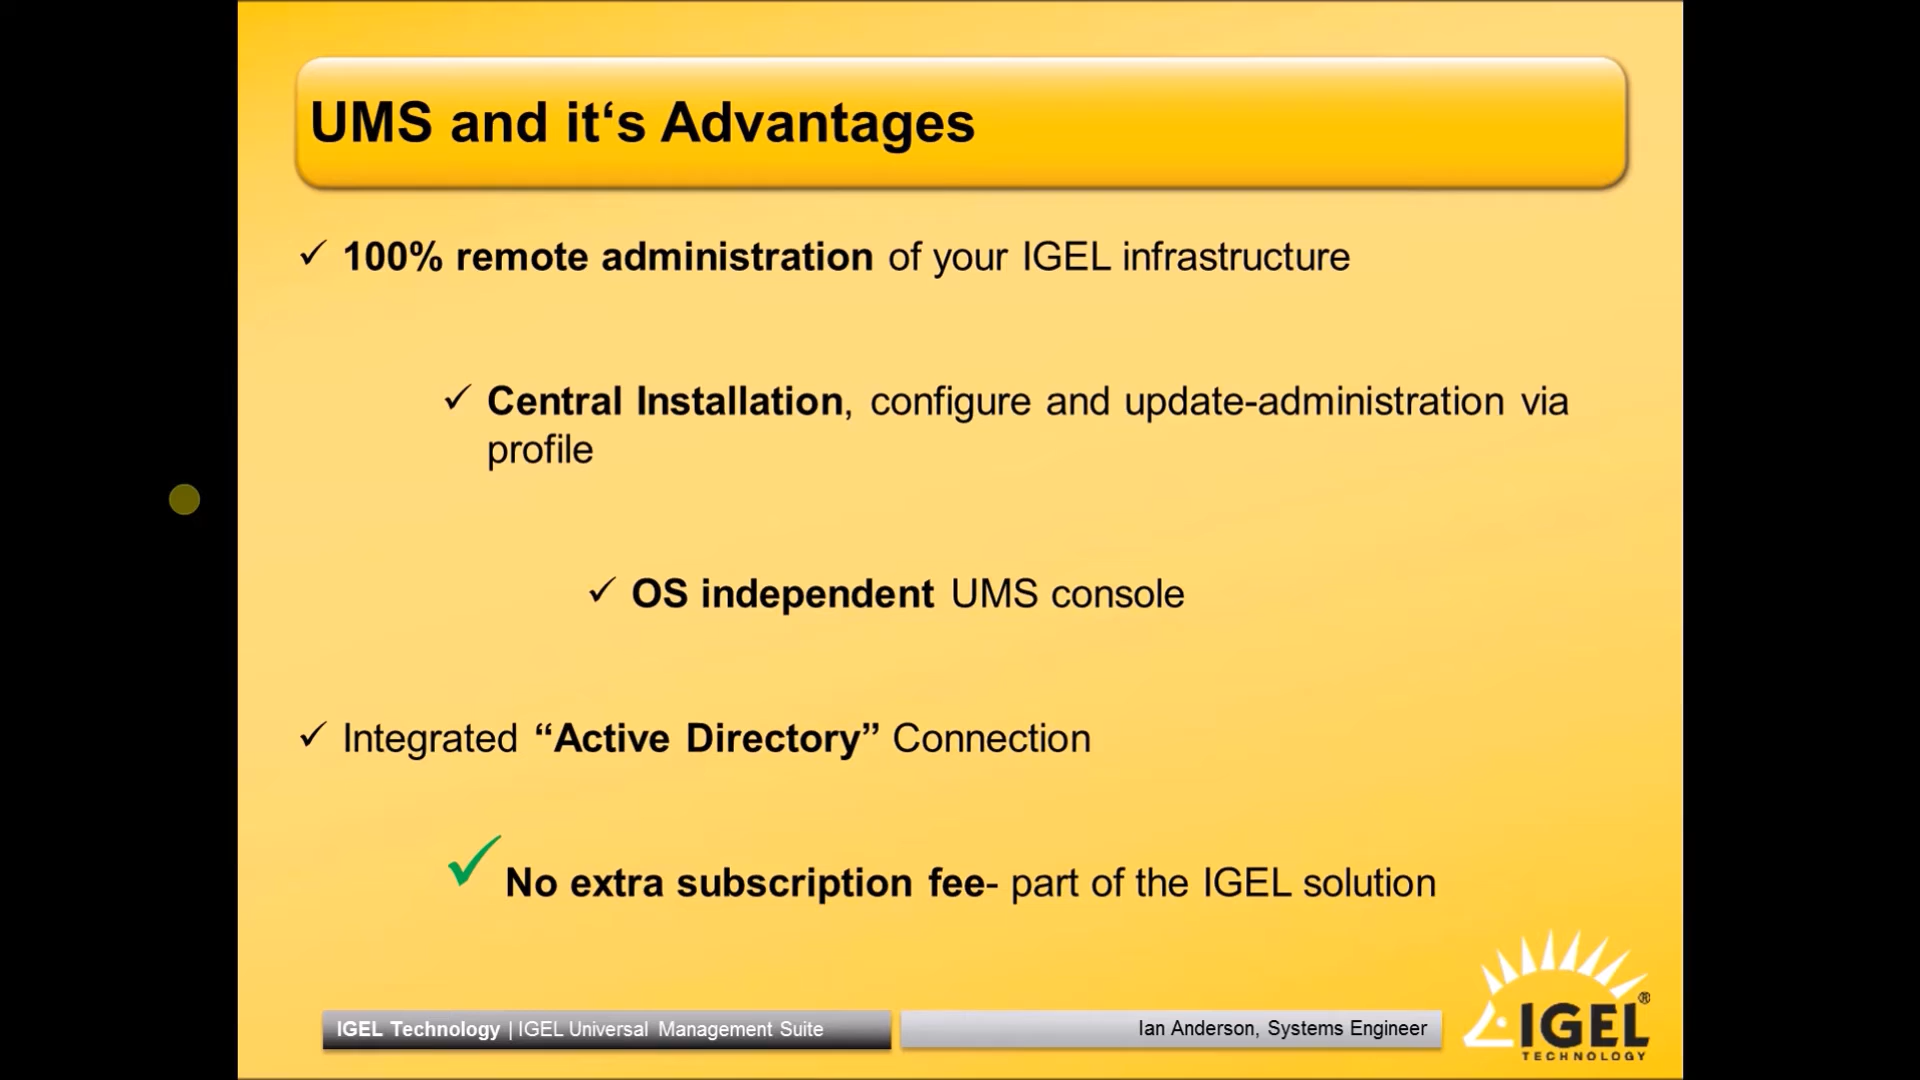 UMS and it‘s Advantages
✓ 100% remote administration of your IGEL infrastructure
✓ Central Installation, configure and update-administration via
profile
✓ OS independent UMS console
✓ Integrated “Active Directory” Connection
✓ No extra subscription fee- part of the IGEL solution
IGEL Technology | IGEL Universal Management Suite
Ian Anderson, Systems Engineer
IGEL®
TECHNOLOGY